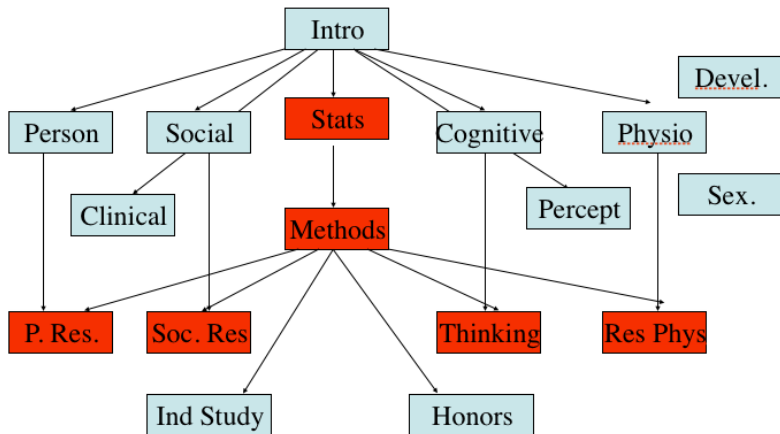 Intro
Devel.
Person
Social
Stats
Cognitive
Physio
Clinical
Percept
Sex.
Methods
P. Res.
Soc. Res
Thinking
Res Phys
Ind Study
Honors